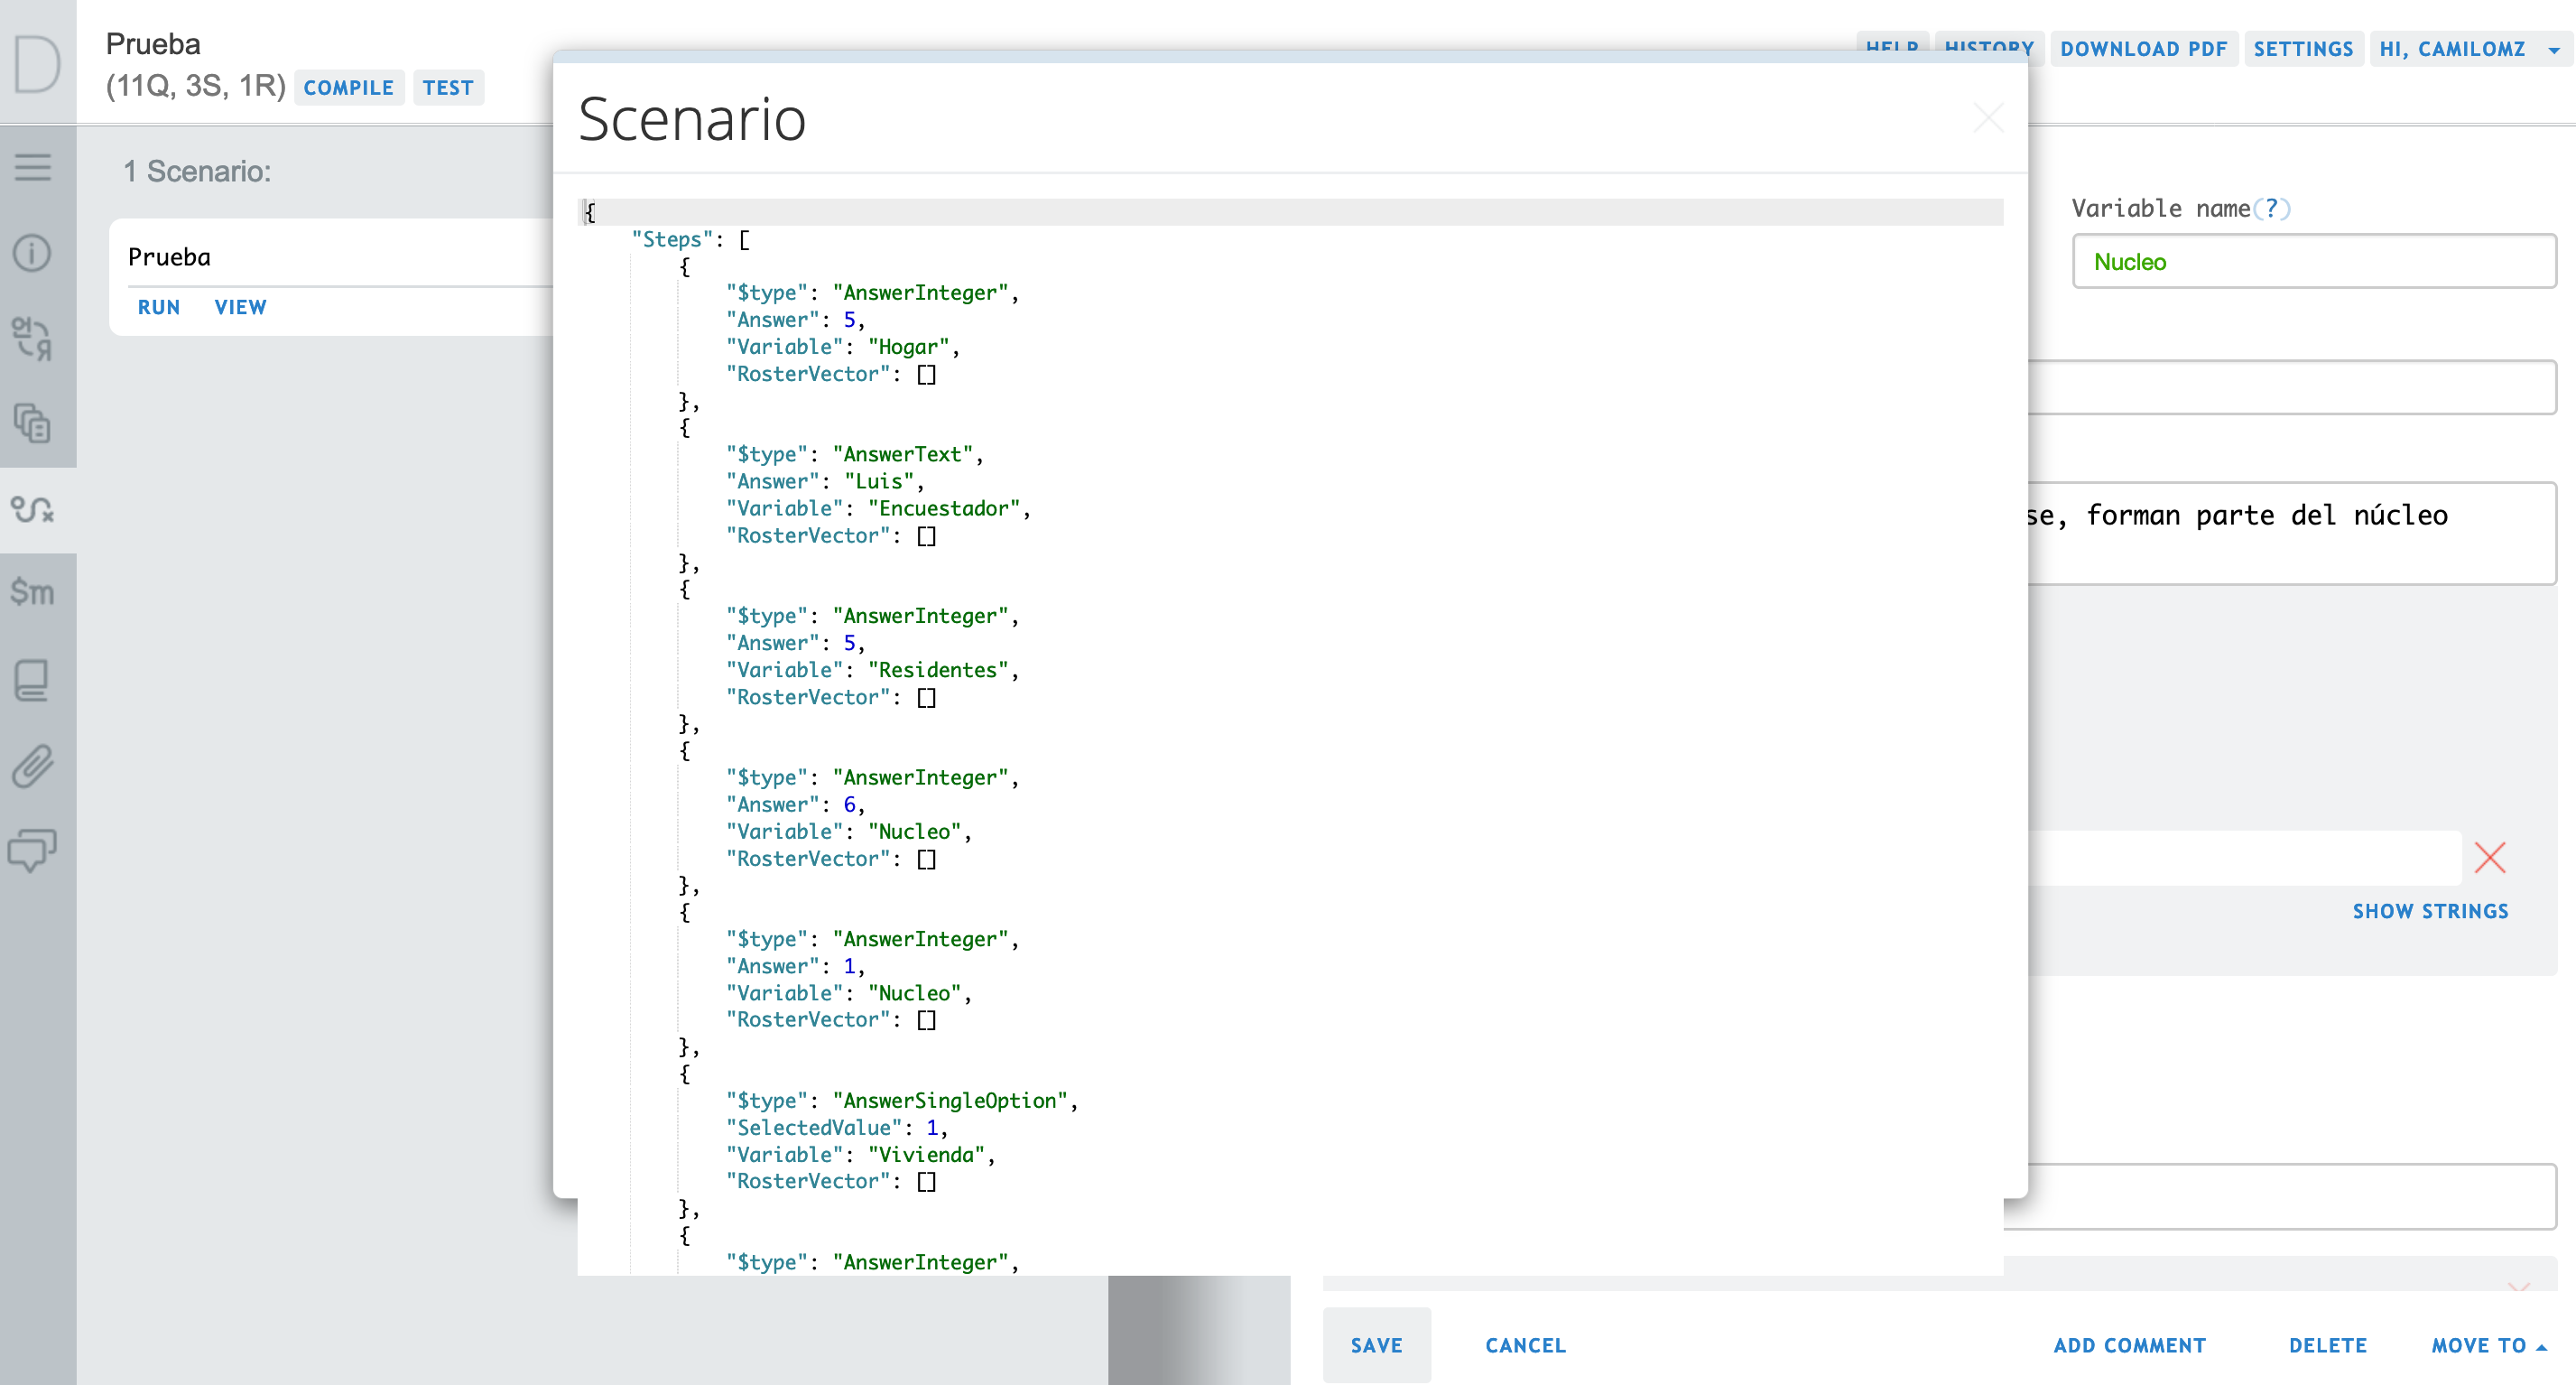 D
Prueba
(11Q, 3S, 1R) COMPILE TEST
HELP HISTORY DOWNLOAD PDF SETTINGS HI, CAMILOMZ
1 Scenario:
Prueba
RUN VIEW
$m
Scenario
{
"Steps": [
{
"$type": "AnswerInteger",
"Answer": 5,
"Variable": "Hogar",
"RosterVector": []
},
{
"$type": "AnswerText",
"Answer": "Luis",
"Variable": "Encuestador",
"RosterVector": []
},
{
"$type": "AnswerInteger",
"Answer": 5,
"Variable": "Residentes",
"RosterVector": []
},
{
"$type": "AnswerInteger",
"Answer": 6,
"Variable": "Nucleo",
"RosterVector": []
},
{
"$type": "AnswerInteger",
"Answer": 1,
"Variable": "Nucleo",
"RosterVector": []
},
{
"$type": "AnswerSingleOption",
"SelectedValue": 1,
"Variable": "Vivienda",
"RosterVector": []
},
{
"$type": "AnswerInteger",
Variable name(?)
Nucleo
se, forman parte del núcleo
SHOW STRINGS
SAVE CANCEL ADD COMMENT DELETE MOVE TO